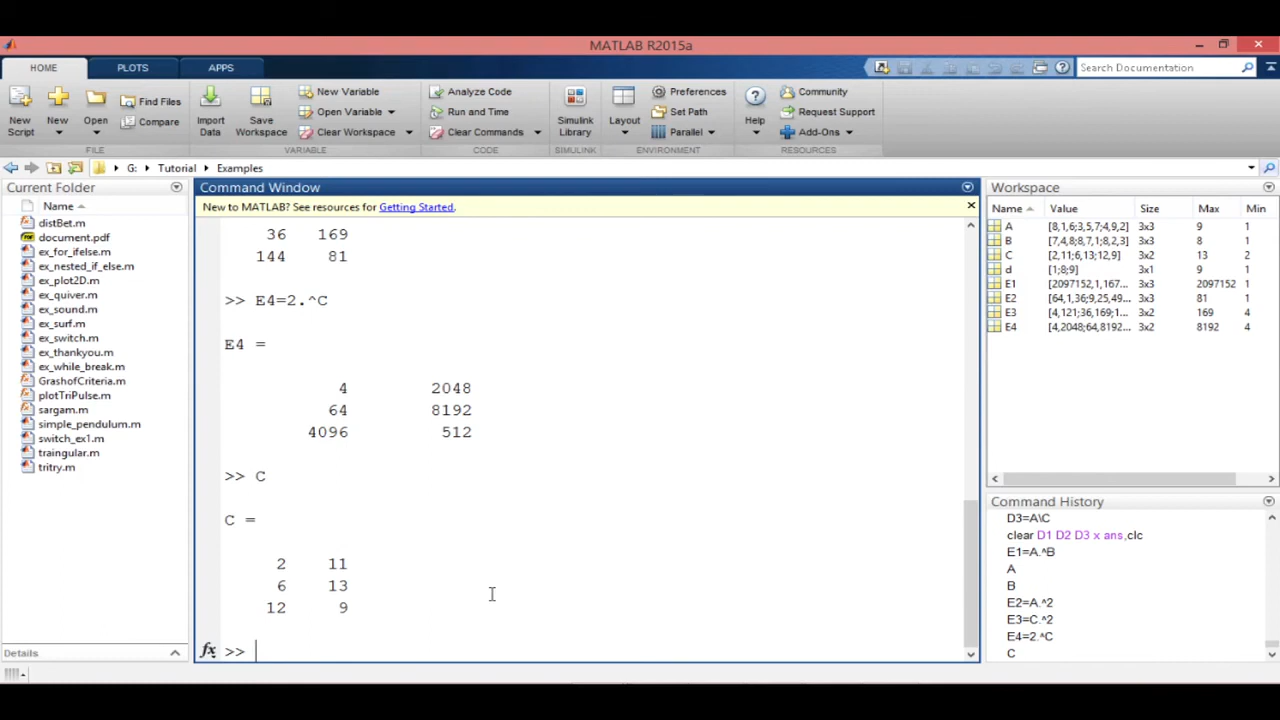 MATLAB R2015a
HOME PLOTS APPS Search Documentation
New Script New Open Find Files Compare Import Data Save Workspace New Variable Open Variable Clear Workspace Analyze Code Run and Time Clear Commands Simulink Library Layout Preferences Set Path Parallel Help Community Request Support Add-Ons
FILE VARIABLE CODE SIMULINK ENVIRONMENT RESOURCES
G: Tutorial Examples
Current Folder
Name
distBet.m
document.pdf
ex_for_ifelse.m
ex_nested_if_else.m
ex_plot2D.m
ex_quiver.m
ex_sound.m
ex_surf.m
ex_switch.m
ex_thankyou.m
ex_while_break.m
GrashofCriteria.m
plotTriPulse.m
sargam.m
simple_pendulum.m
switch_ex1.m
traingular.m
tritry.m
Details
Command Window
New to MATLAB? See resources for Getting Started.
36 169
144 81
>> E4=2.^C
E4 =
4 2048
64 8192
4096 512
>> C
C =
2 11
6 13
12 9
fx >>
Workspace
Name Value Size Max Min
A [8,1,6;3,5,7;4,9,2] 3x3 9 1
B [7,4,8;8,7,1;8,2,3] 3x3 8 1
C [2,11;6,13;12,9] 3x2 13 2
d [1;8;9] 3x1 9 1
E1 [2097152,1,167... 3x3 2097152 1
E2 [64,1,36;9,25,49... 3x3 81 1
E3 [4,121;36,169;1... 3x2 169 4
E4 [4,2048;64,8192... 3x2 8192 4
Command History
D3=A\C
clear D1 D2 D3 x ans,clc
E1=A.^B
A
B
E2=A.^2
E3=C.^2
E4=2.^C
C